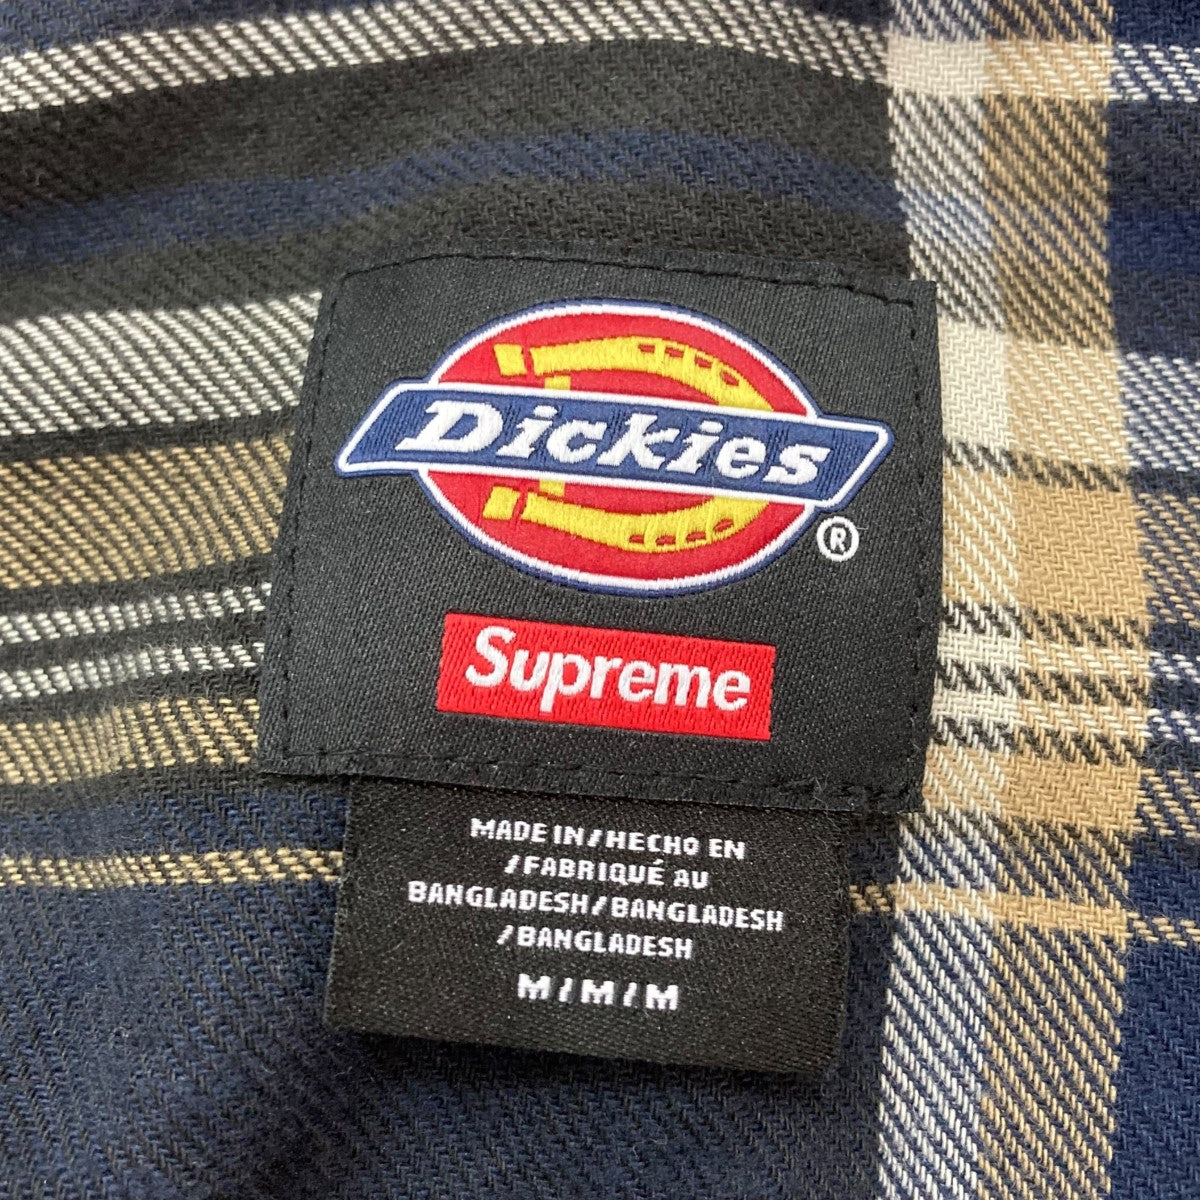 Dickies
®
Supreme
MADE IN/HECHO EN
/FABRIQUÉ AU
BANGLADESH/BANGLADESH
/BANGLADESH
M/M/M